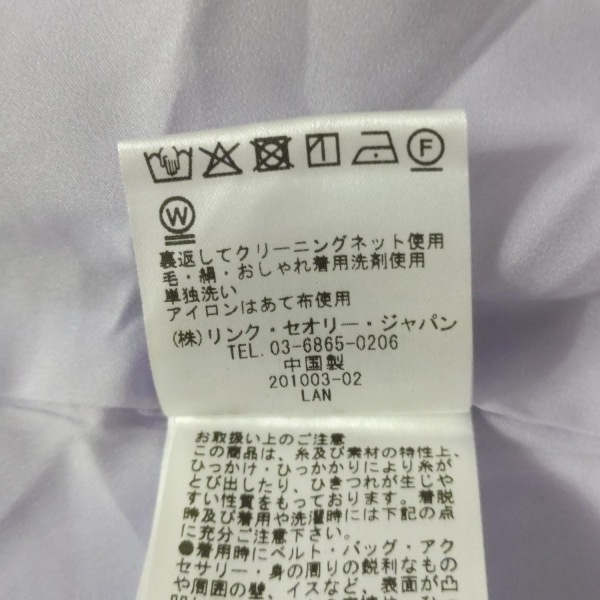 F
W
裏返してクリーニングネット使用
毛・絹・おしゃれ着用洗剤使用
単独洗い
アイロンはあて布使用
(株)リンク・セオリー・ジャパン
TEL. 03-6865-0206
中国製
201003-02
LAN
お取扱い上のご注意
この商品は、糸及び素材の特性上、
ひっかけ・ひっかかりにより糸が
とび出したり、ひきつれが生じや
すい性質をもっております。着脱
時及び着用や洗濯時には下記の点
に充分ご注意下さい。
●着用時にベルト・バッグ・アク
セサリー・身の周りの鋭利なもの
や周囲の壁、イスなど、表面が凸